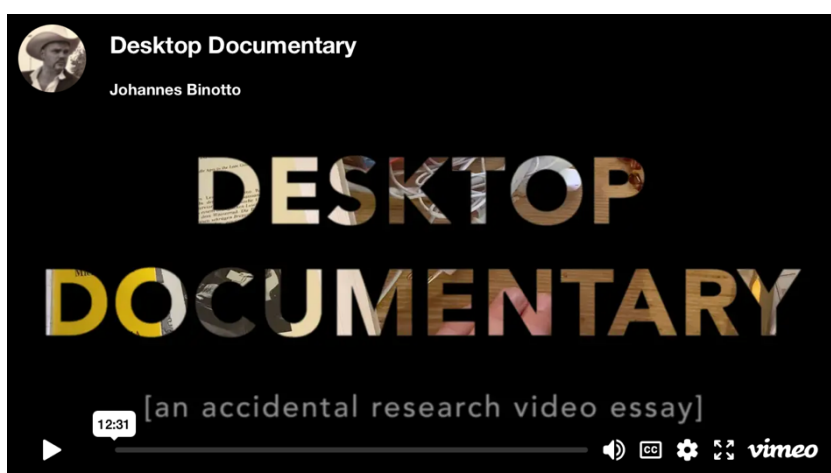 Desktop Documentary
Johannes Binotto
DESKTOP
DOCUMENTARY
[an accidental research video essay]
12:31
CC
vimeo